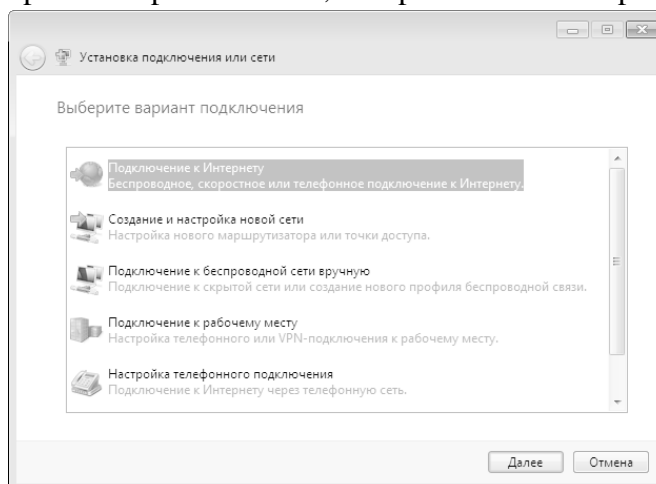 Установка подключения или сети
Выберите вариант подключения
Подключение к Интернету
Беспроводное, скоростное или телефонное подключение к Интернету.
Создание и настройка новой сети
Настройка нового маршрутизатора или точки доступа.
Подключение к беспроводной сети вручную
Подключение к скрытой сети или создание нового профиля беспроводной связи.
Подключение к рабочему месту
Настройка телефонного или VPN-подключения к рабочему месту.
Настройка телефонного подключения
Подключение к Интернету через телефонную сеть.
Далее Отмена